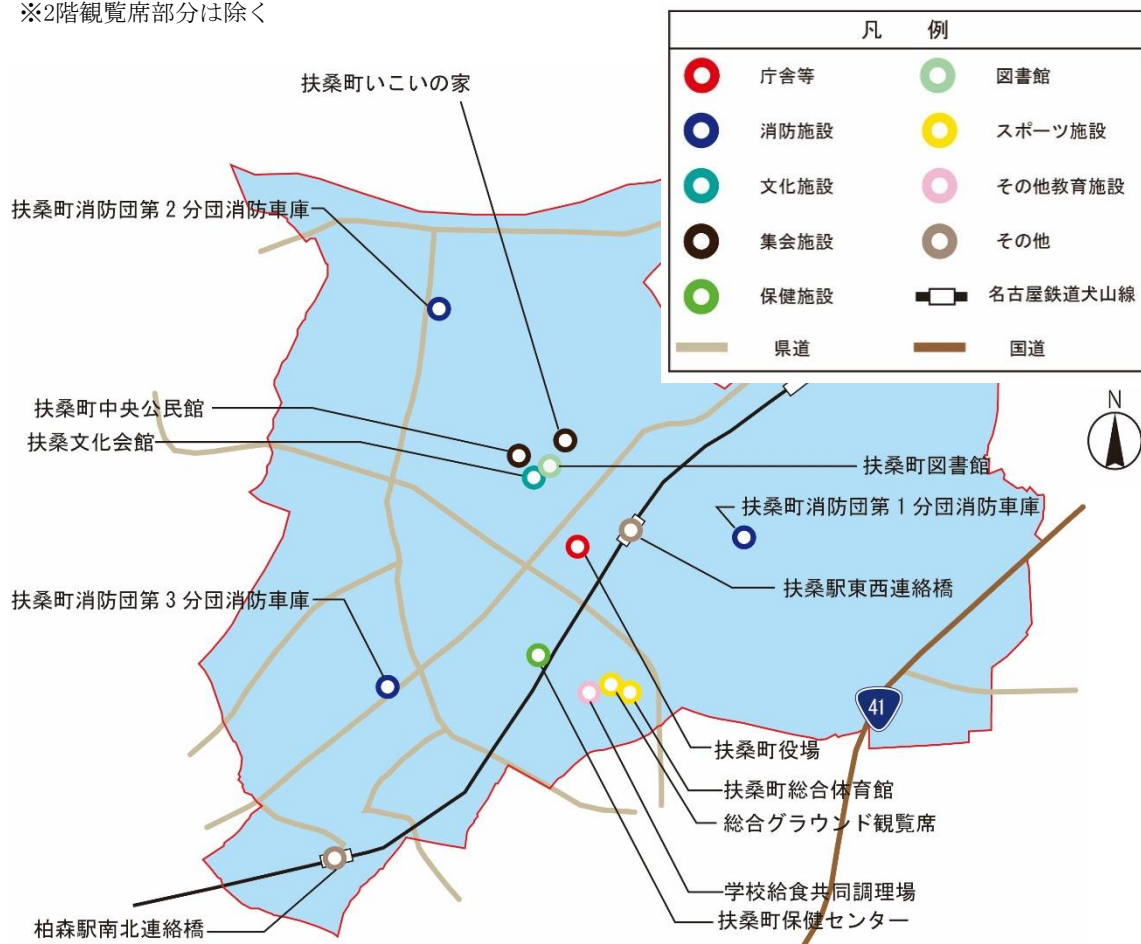 ※2階観覧席部分は除く
凡 例
庁舎等
図書館
消防施設
スポーツ施設
文化施設
その他教育施設
集会施設
その他
保健施設
名古屋鉄道犬山線
県道
国道
扶桑町いこいの家
扶桑町消防団第2分団消防車庫
N
扶桑町中央公民館
扶桑文化会館
扶桑町図書館
扶桑町消防団第1分団消防車庫
扶桑駅東西連絡橋
扶桑町消防団第3分団消防車庫
41
扶桑町役場
扶桑町総合体育館
総合グラウンド観覧席
学校給食共同調理場
扶桑町保健センター
柏森駅南北連絡橋